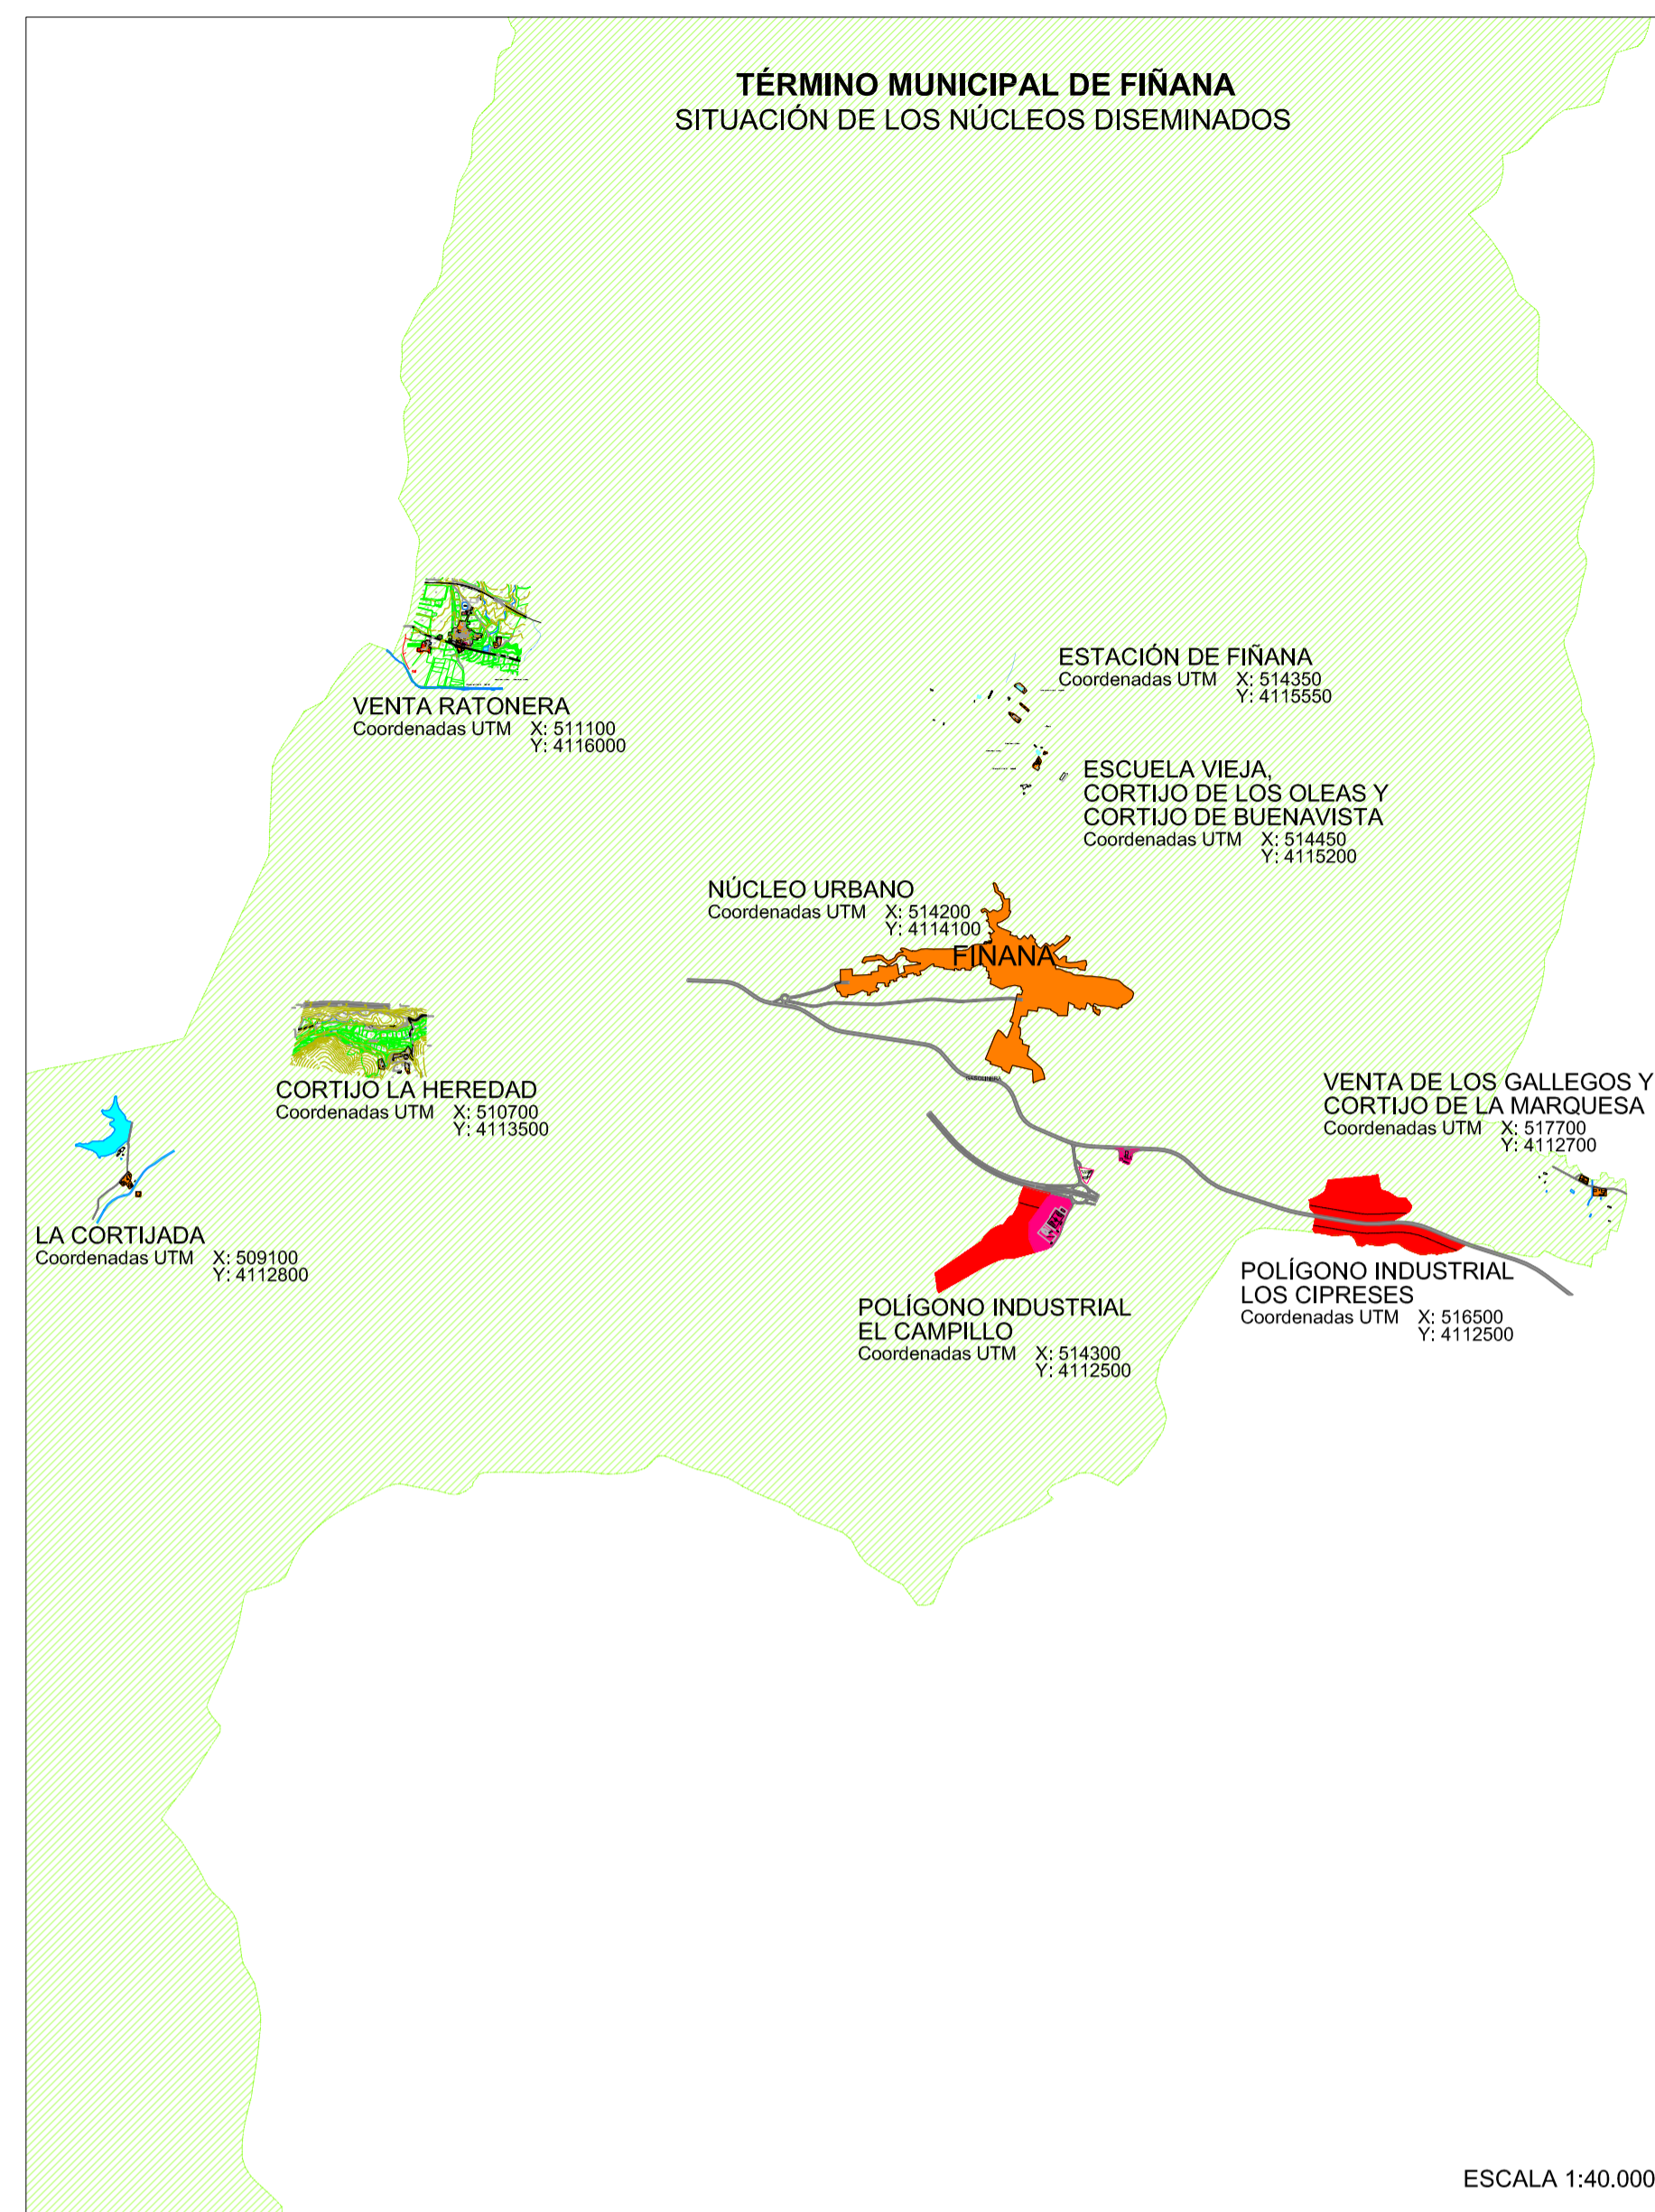 TÉRMINO MUNICIPAL DE FIÑANA
SITUACIÓN DE LOS NÚCLEOS DISEMINADOS
VENTA RATONERA
Coordenadas UTM X: 511100
Y: 4116000
ESTACIÓN DE FIÑANA
Coordenadas UTM X: 514350
Y: 4115550
ESCUELA VIEJA,
CORTIJO DE LOS OLEAS Y
CORTIJO DE BUENAVISTA
Coordenadas UTM X: 514450
Y: 4115200
NÚCLEO URBANO
Coordenadas UTM X: 514200
Y: 4114100
FIÑANA
CORTIJO LA HEREDAD
Coordenadas UTM X: 510700
Y: 4113500
GASOLINERA
VENTA DE LOS GALLEGOS Y
CORTIJO DE LA MARQUESA
Coordenadas UTM X: 517700
Y: 4112700
LA CORTIJADA
Coordenadas UTM X: 509100
Y: 4112800
POLÍGONO INDUSTRIAL
LOS CIPRESES
Coordenadas UTM X: 516500
Y: 4112500
POLÍGONO INDUSTRIAL
EL CAMPILLO
Coordenadas UTM X: 514300
Y: 4112500
ESCALA 1:40.000